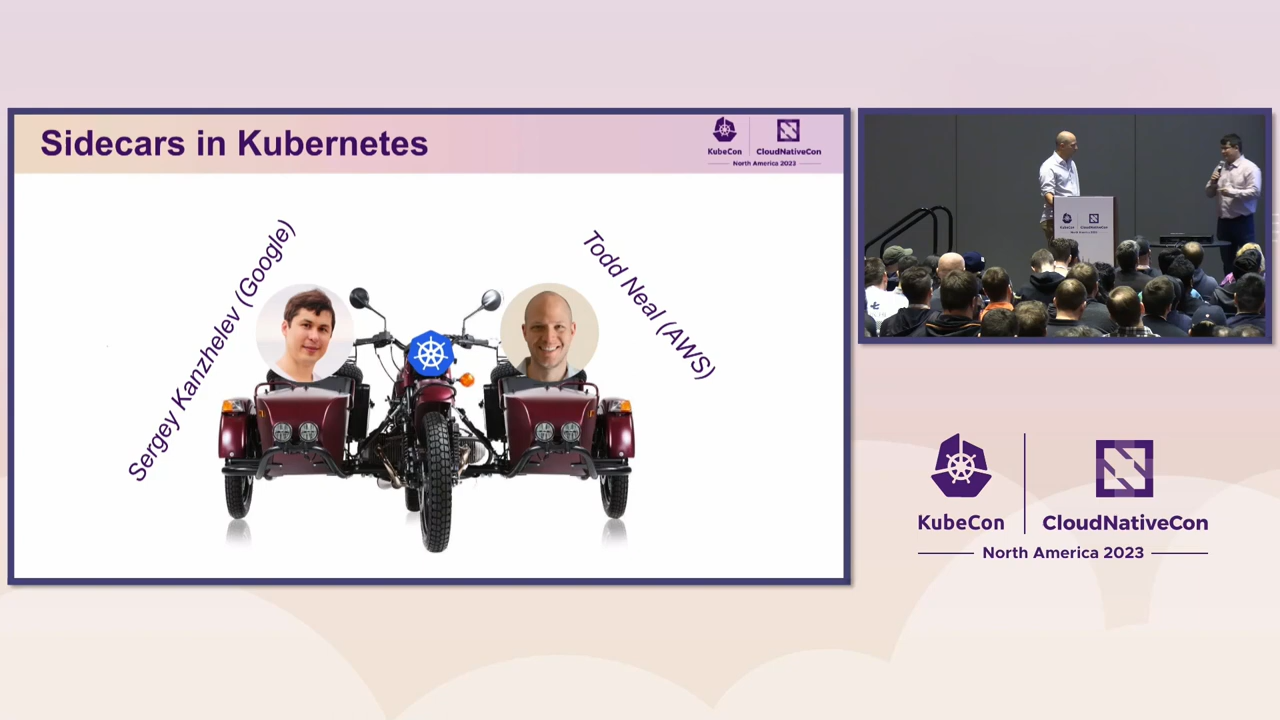 Sidecars in Kubernetes
KubeCon
CloudNativeCon
North America 2023
Sergey Kanzhelev (Google)
Todd Neal (AWS)
KubeCon
CloudNativeCon
North America 2023